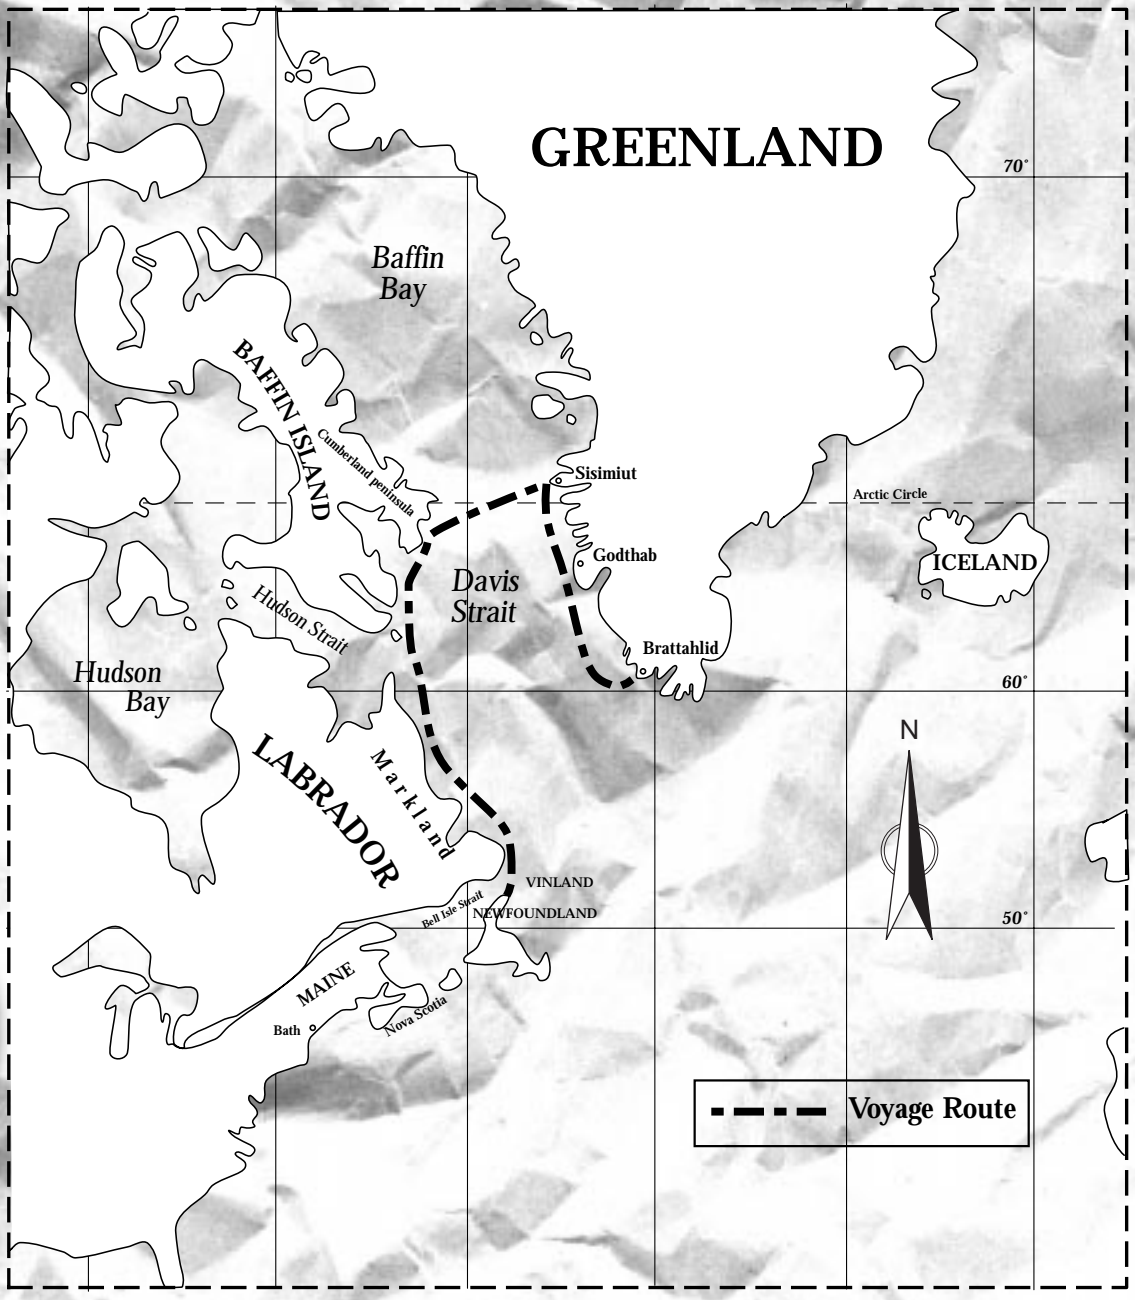 GREENLAND
70°
Baffin
Bay
BAFFIN ISLAND
Cumberland peninsula
Sisimiut
Arctic Circle
Godthab
ICELAND
Davis
Strait
Hudson Strait
Brattahlid
Hudson
Bay
60°
N
LABRADOR
Markland
VINLAND
Bell Isle Strait
NEWFOUNDLAND
50°
MAINE
Nova Scotia
Bath
Voyage Route